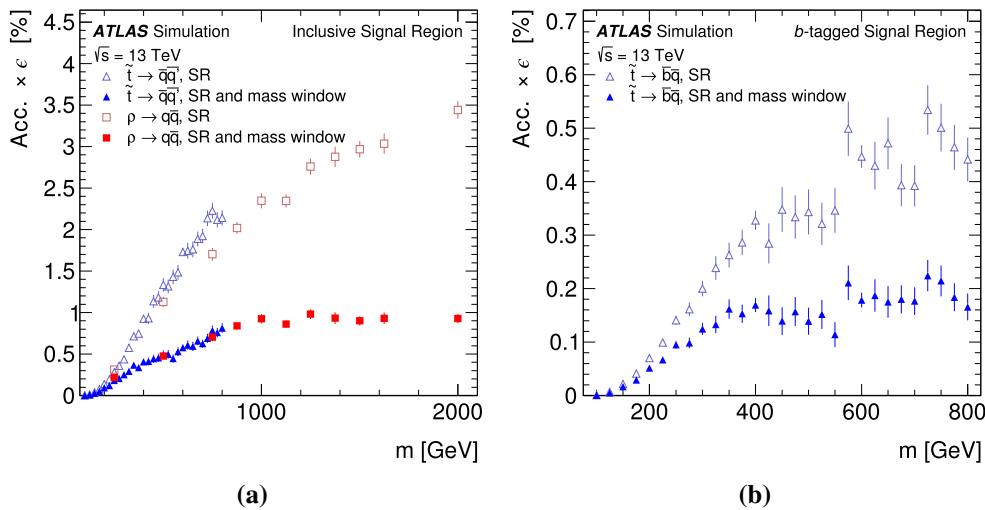 Acc. × ϵ [%]
ATLAS Simulation Inclusive Signal Region
√s = 13 TeV
t̃ → q̅q̅', SR
t̃ → q̅q̅', SR and mass window
ρ → qq̅, SR
ρ → qq̅, SR and mass window
4.5
4
3.5
3
2.5
2
1.5
1
0.5
0
1000 2000
m [GeV]
(a)
Acc. × ϵ [%]
ATLAS Simulation b-tagged Signal Region
√s = 13 TeV
t̃ → b̅q̅, SR
t̃ → b̅q̅, SR and mass window
0.7
0.6
0.5
0.4
0.3
0.2
0.1
0
200 400 600 800
m [GeV]
(b)